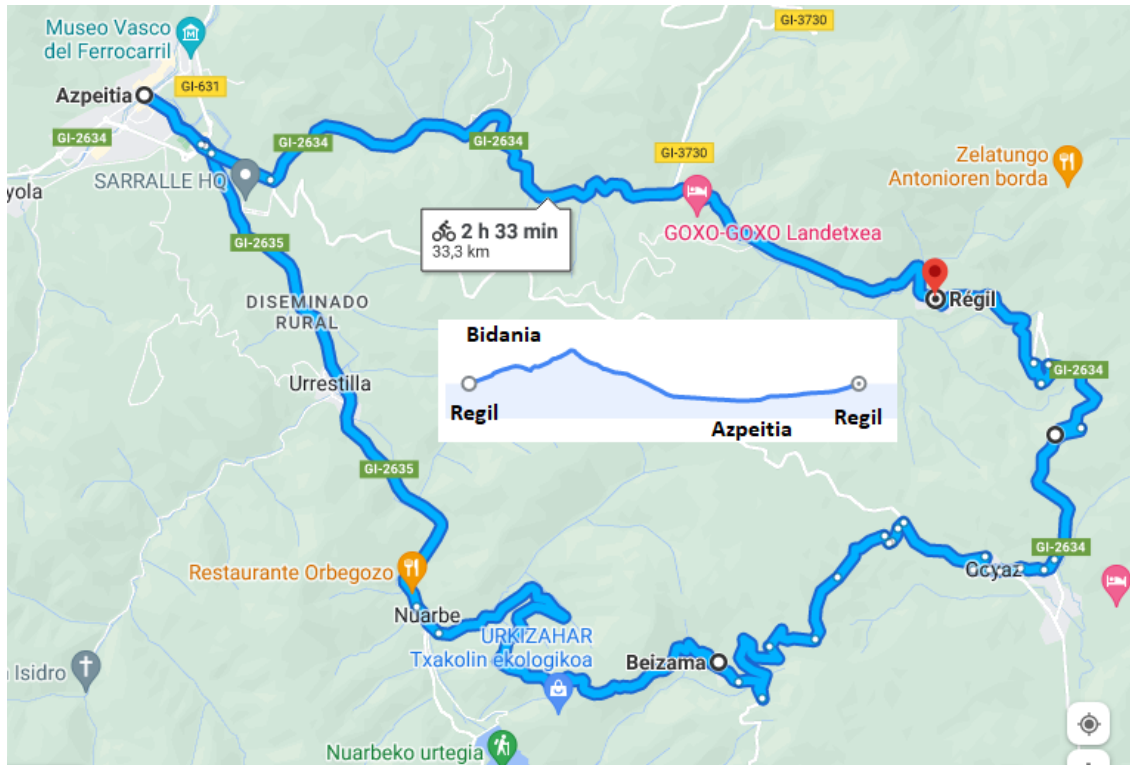 Museo Vasco
del Ferrocarril
GI-3730
Azpeitia
GI-631
GI-2634
GI-2634
GI-2634
GI-3730
Zelatungo
Antonioren borda
SARRALLE HQ
yola
GOXO-GOXO Landetxea
2 h 33 min
33,3 km
GI-2635
DISEMINADO
RURAL
Régil
Bidania
Regil
Azpeitia
Regil
GI-2634
Urrestilla
GI-2635
GI-2634
Goyaz
Restaurante Orbegozo
Nuarbe
URKIZAHAR
Txakolin ekologikoa
Beizama
Isidro
Nuarbeko urtegia